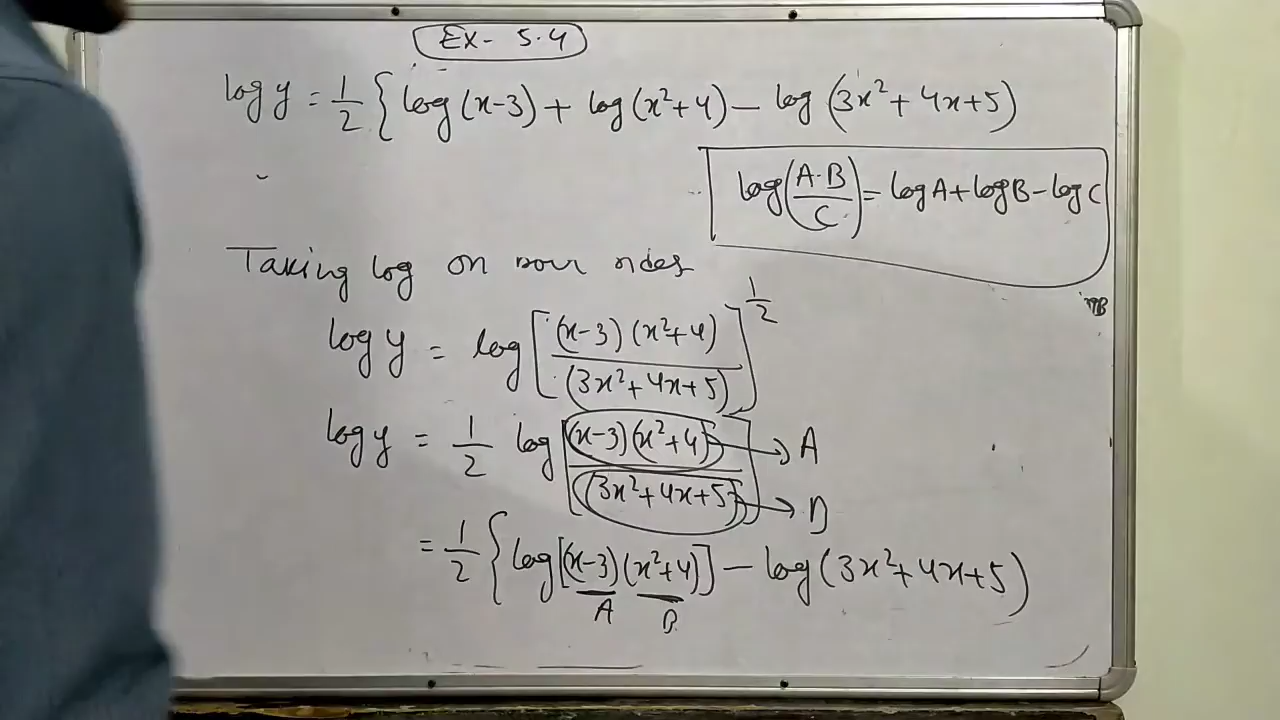 Ex- 5.4
log y = 1/2 { log (x-3) + log (x²+4) - log (3x²+4x+5)
log(A·B/C) = log A + log B - log C
Taking log on
log y = log [(x-3) (x²+4) / (3x²+4x+5)]^1/2
log y = 1/2 log [(x-3)(x²+4) / (3x²+4x+5)] → A → B
= 1/2 { log [(x-3) (x²+4)] - log (3x²+4x+5)
A B